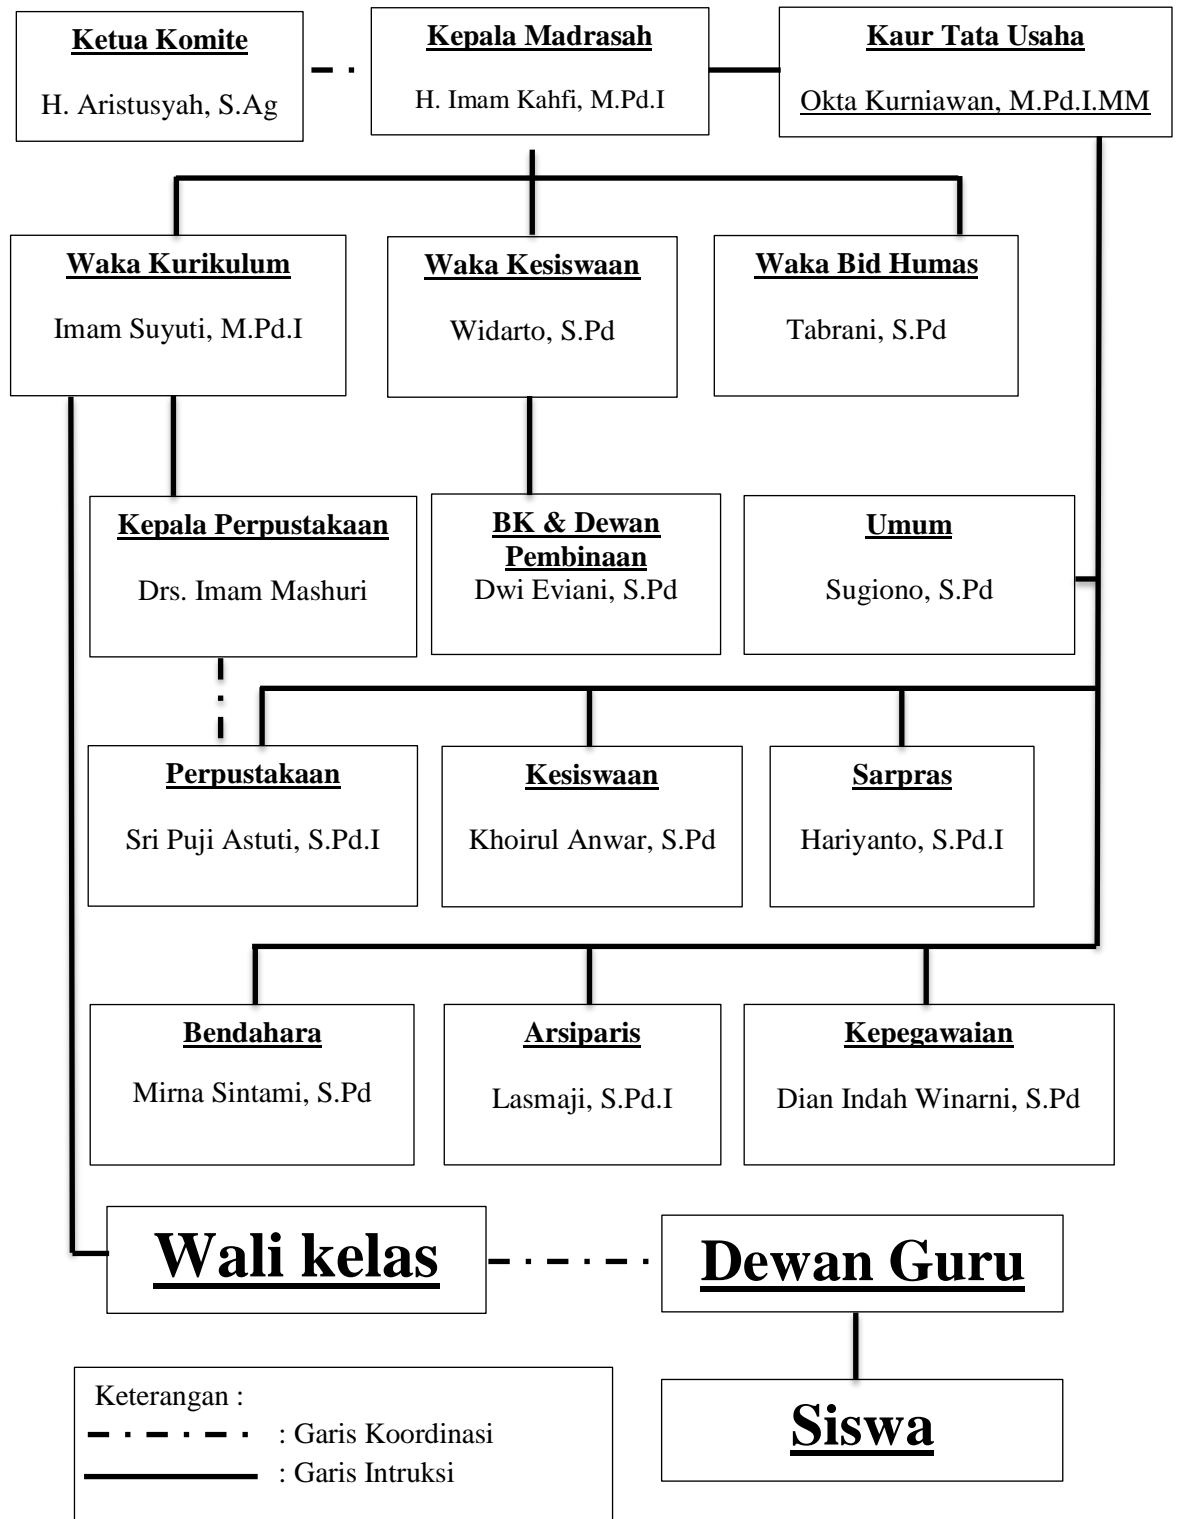 Ketua Komite
H. Aristusyah, S.Ag
Kepala Madrasah
H. Imam Kahfi, M.Pd.I
Kaur Tata Usaha
Okta Kurniawan, M.Pd.I.MM
Waka Kurikulum
Imam Suyuti, M.Pd.I
Waka Kesiswaan
Widarto, S.Pd
Waka Bid Humas
Tabrani, S.Pd
Kepala Perpustakaan
Drs. Imam Mashuri
BK & Dewan
Pembinaan
Dwi Eviani, S.Pd
Umum
Sugiono, S.Pd
Perpustakaan
Sri Puji Astuti, S.Pd.I
Kesiswaan
Khoirul Anwar, S.Pd
Sarpras
Hariyanto, S.Pd.I
Bendahara
Mirna Sintami, S.Pd
Arsiparis
Lasmaji, S.Pd.I
Kepegawaian
Dian Indah Winarni, S.Pd
Wali kelas
Dewan Guru
Siswa
Keterangan :
: Garis Koordinasi
: Garis Intruksi